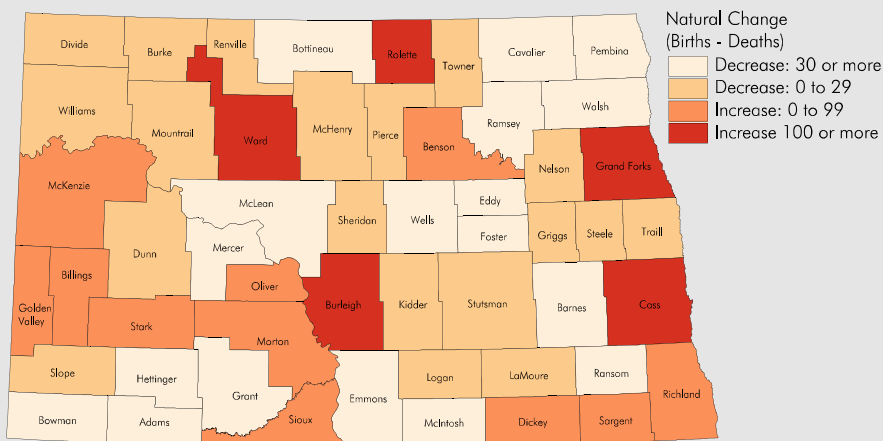 Natural Change
(Births - Deaths)
Decrease: 30 or more
Decrease: 0 to 29
Increase: 0 to 99
Increase 100 or more
Divide
Burke
Renville
Bottineau
Rolette
Towner
Cavalier
Pembina
Williams
Mountrail
Ward
McHenry
Pierce
Benson
Ramsey
Walsh
Nelson
Grand Forks
McKenzie
McLean
Sheridan
Wells
Eddy
Foster
Griggs
Steele
Traill
Dunn
Mercer
Oliver
Billings
Golden
Valley
Stark
Morton
Burleigh
Kidder
Stutsman
Barnes
Cass
Slope
Hettinger
Grant
Emmons
Logan
LaMoure
Ransom
Richland
Bowman
Adams
Sioux
McIntosh
Dickey
Sargent